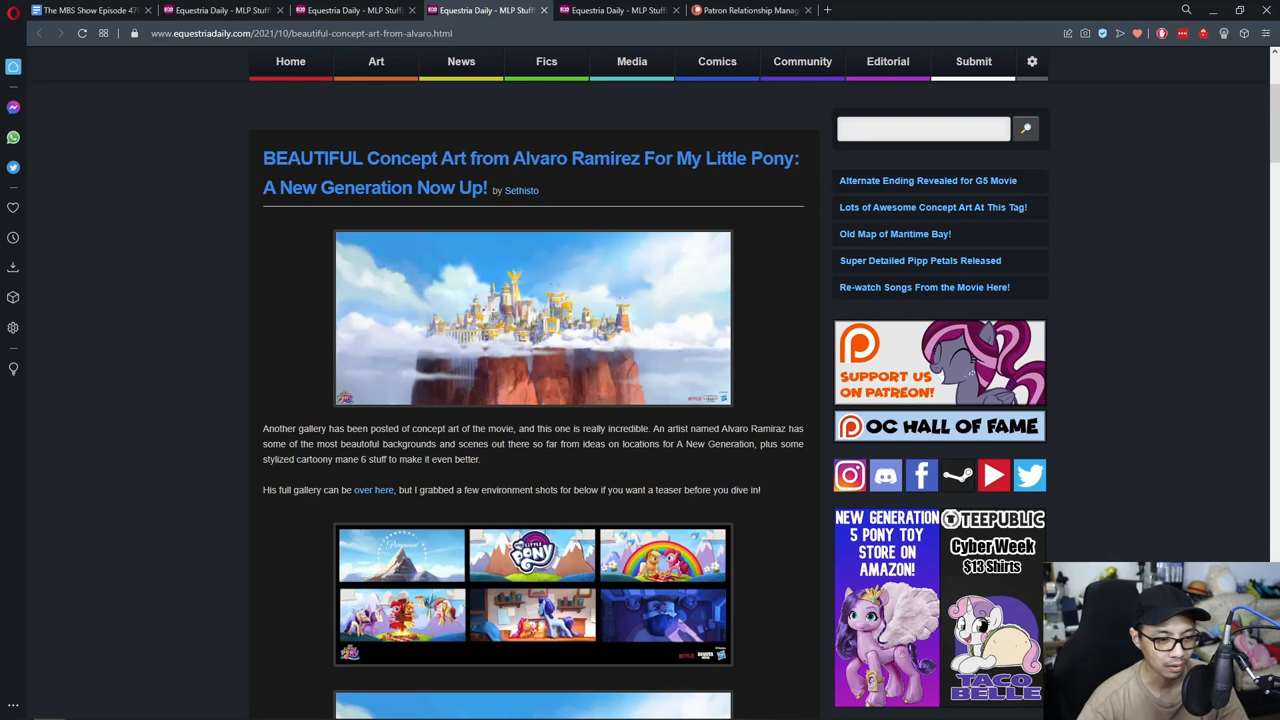 The MBS Show Episode 47
Equestria Daily - MLP Stuff!
Equestria Daily - MLP Stuff!
Equestria Daily - MLP Stuff!
Equestria Daily - MLP Stuff!
Patron Relationship Manag
www.equestriadaily.com/2021/10/beautiful-concept-art-from-alvaro.html
Home
Art
News
Fics
Media
Comics
Community
Editorial
Submit
BEAUTIFUL Concept Art from Alvaro Ramirez For My Little Pony:
A New Generation Now Up! by Sethisto
Another gallery has been posted of concept art of the movie, and this one is really incredible. An artist named Alvaro Ramiraz has
some of the most beautoful backgrounds and scenes out there so far from ideas on locations for A New Generation, plus some
stylized cartoony mane 6 stuff to make it even better.
His full gallery can be over here, but I grabbed a few environment shots for below if you want a teaser before you dive in!
Paramount
PONY
Alternate Ending Revealed for G5 Movie
Lots of Awesome Concept Art At This Tag!
Old Map of Maritime Bay!
Super Detailed Pipp Petals Released
Re-watch Songs From the Movie Here!
SUPPORT US
ON PATREON!
OC HALL OF FAME
NEW GENERATION
5 PONY TOY
STORE ON
AMAZON!
TEEPUBLIC
Cyber Week
$13 Shirts
TACO
BELLE